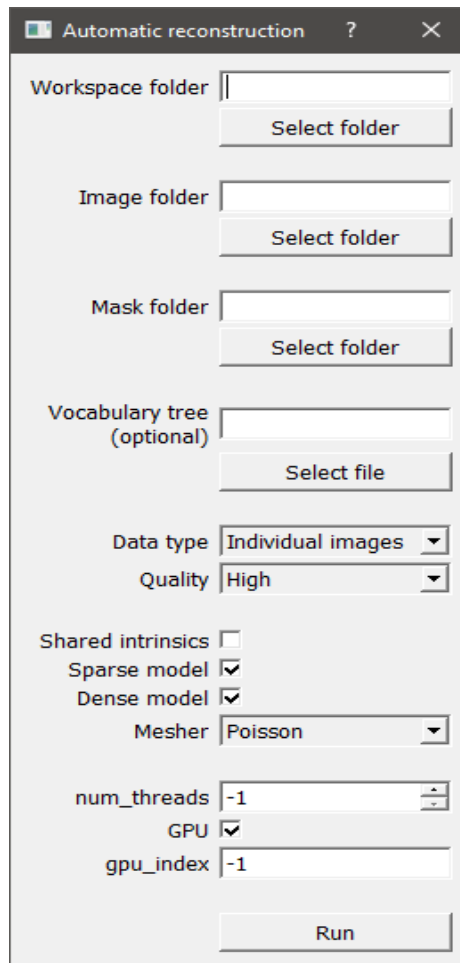 Automatic reconstruction ? ×
Workspace folder
Select folder
Image folder
Select folder
Mask folder
Select folder
Vocabulary tree
(optional)
Select file
Data type Individual images
Quality High
Shared intrinsics
Sparse model
Dense model
Mesher Poisson
num_threads -1
GPU
gpu_index -1
Run